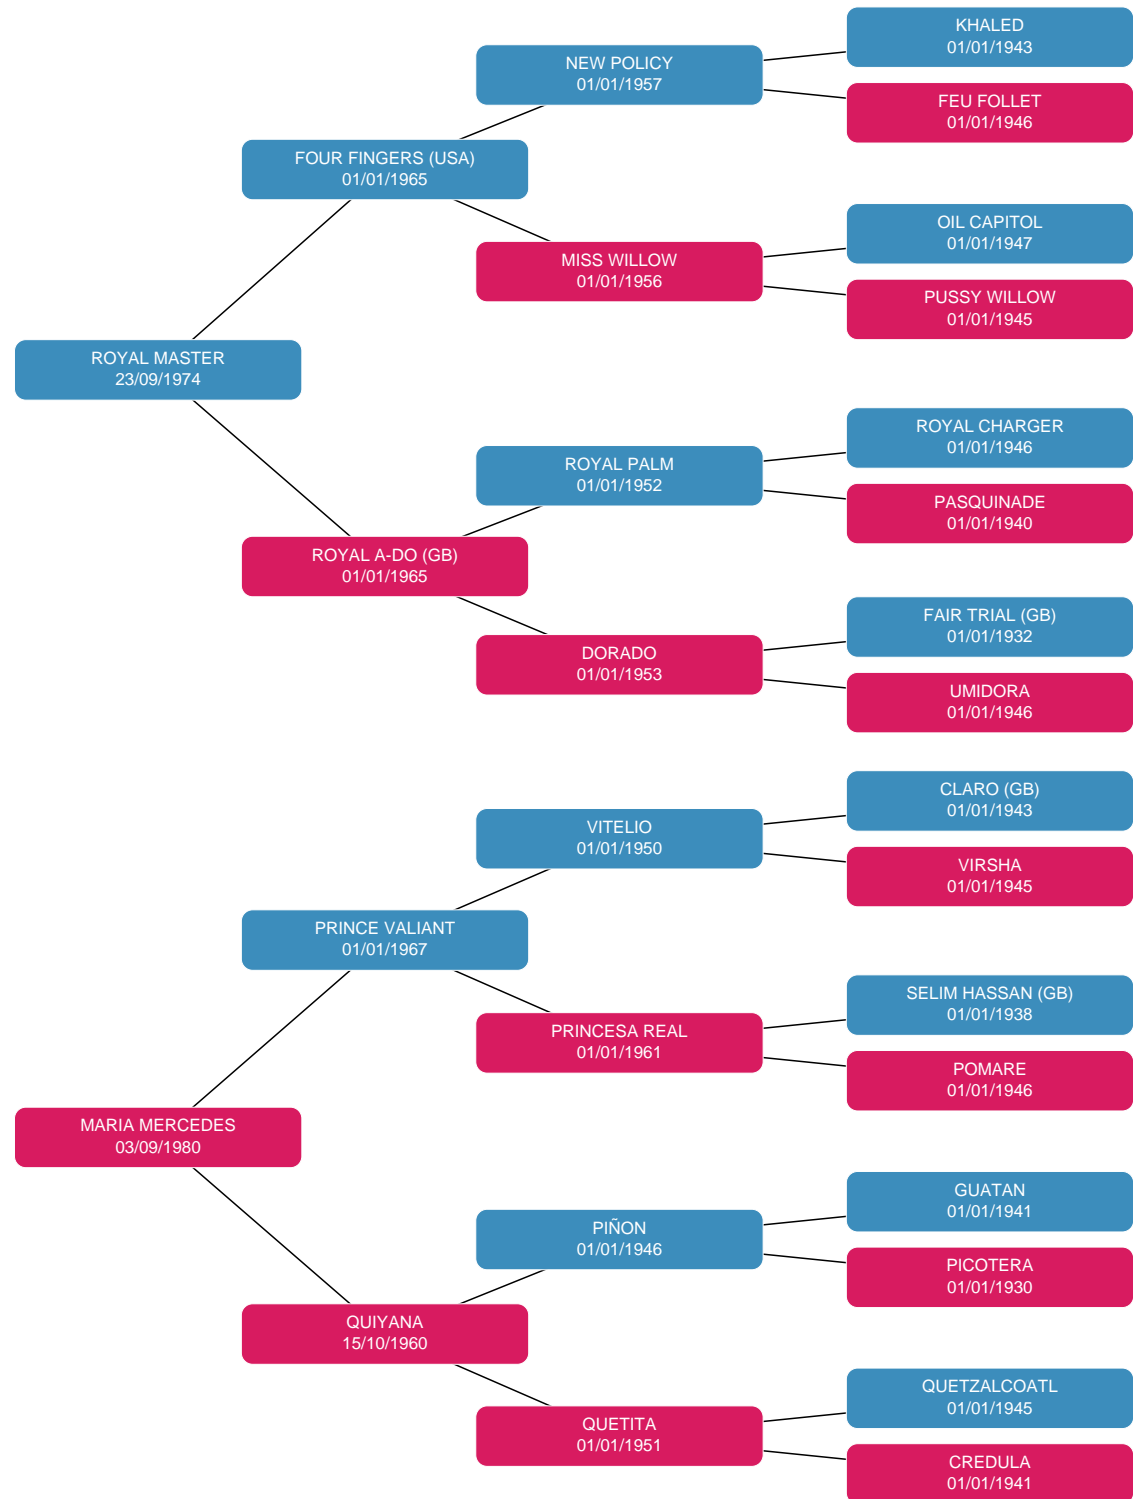 KHALED
01/01/1943
NEW POLICY
01/01/1957
FEU FOLLET
01/01/1946
FOUR FINGERS (USA)
01/01/1965
OIL CAPITOL
01/01/1947
MISS WILLOW
01/01/1956
PUSSY WILLOW
01/01/1945
ROYAL MASTER
23/09/1974
ROYAL CHARGER
01/01/1946
ROYAL PALM
01/01/1952
PASQUINADE
01/01/1940
ROYAL A-DO (GB)
01/01/1965
FAIR TRIAL (GB)
01/01/1932
DORADO
01/01/1953
UMIDORA
01/01/1946
CLARO (GB)
01/01/1943
VITELIO
01/01/1950
VIRSHA
01/01/1945
PRINCE VALIANT
01/01/1967
SELIM HASSAN (GB)
01/01/1938
PRINCESA REAL
01/01/1961
POMARE
01/01/1946
MARIA MERCEDES
03/09/1980
GUATAN
01/01/1941
PIÑON
01/01/1946
PICOTERA
01/01/1930
QUIYANA
15/10/1960
QUETZALCOATL
01/01/1945
QUETITA
01/01/1951
CREDULA
01/01/1941